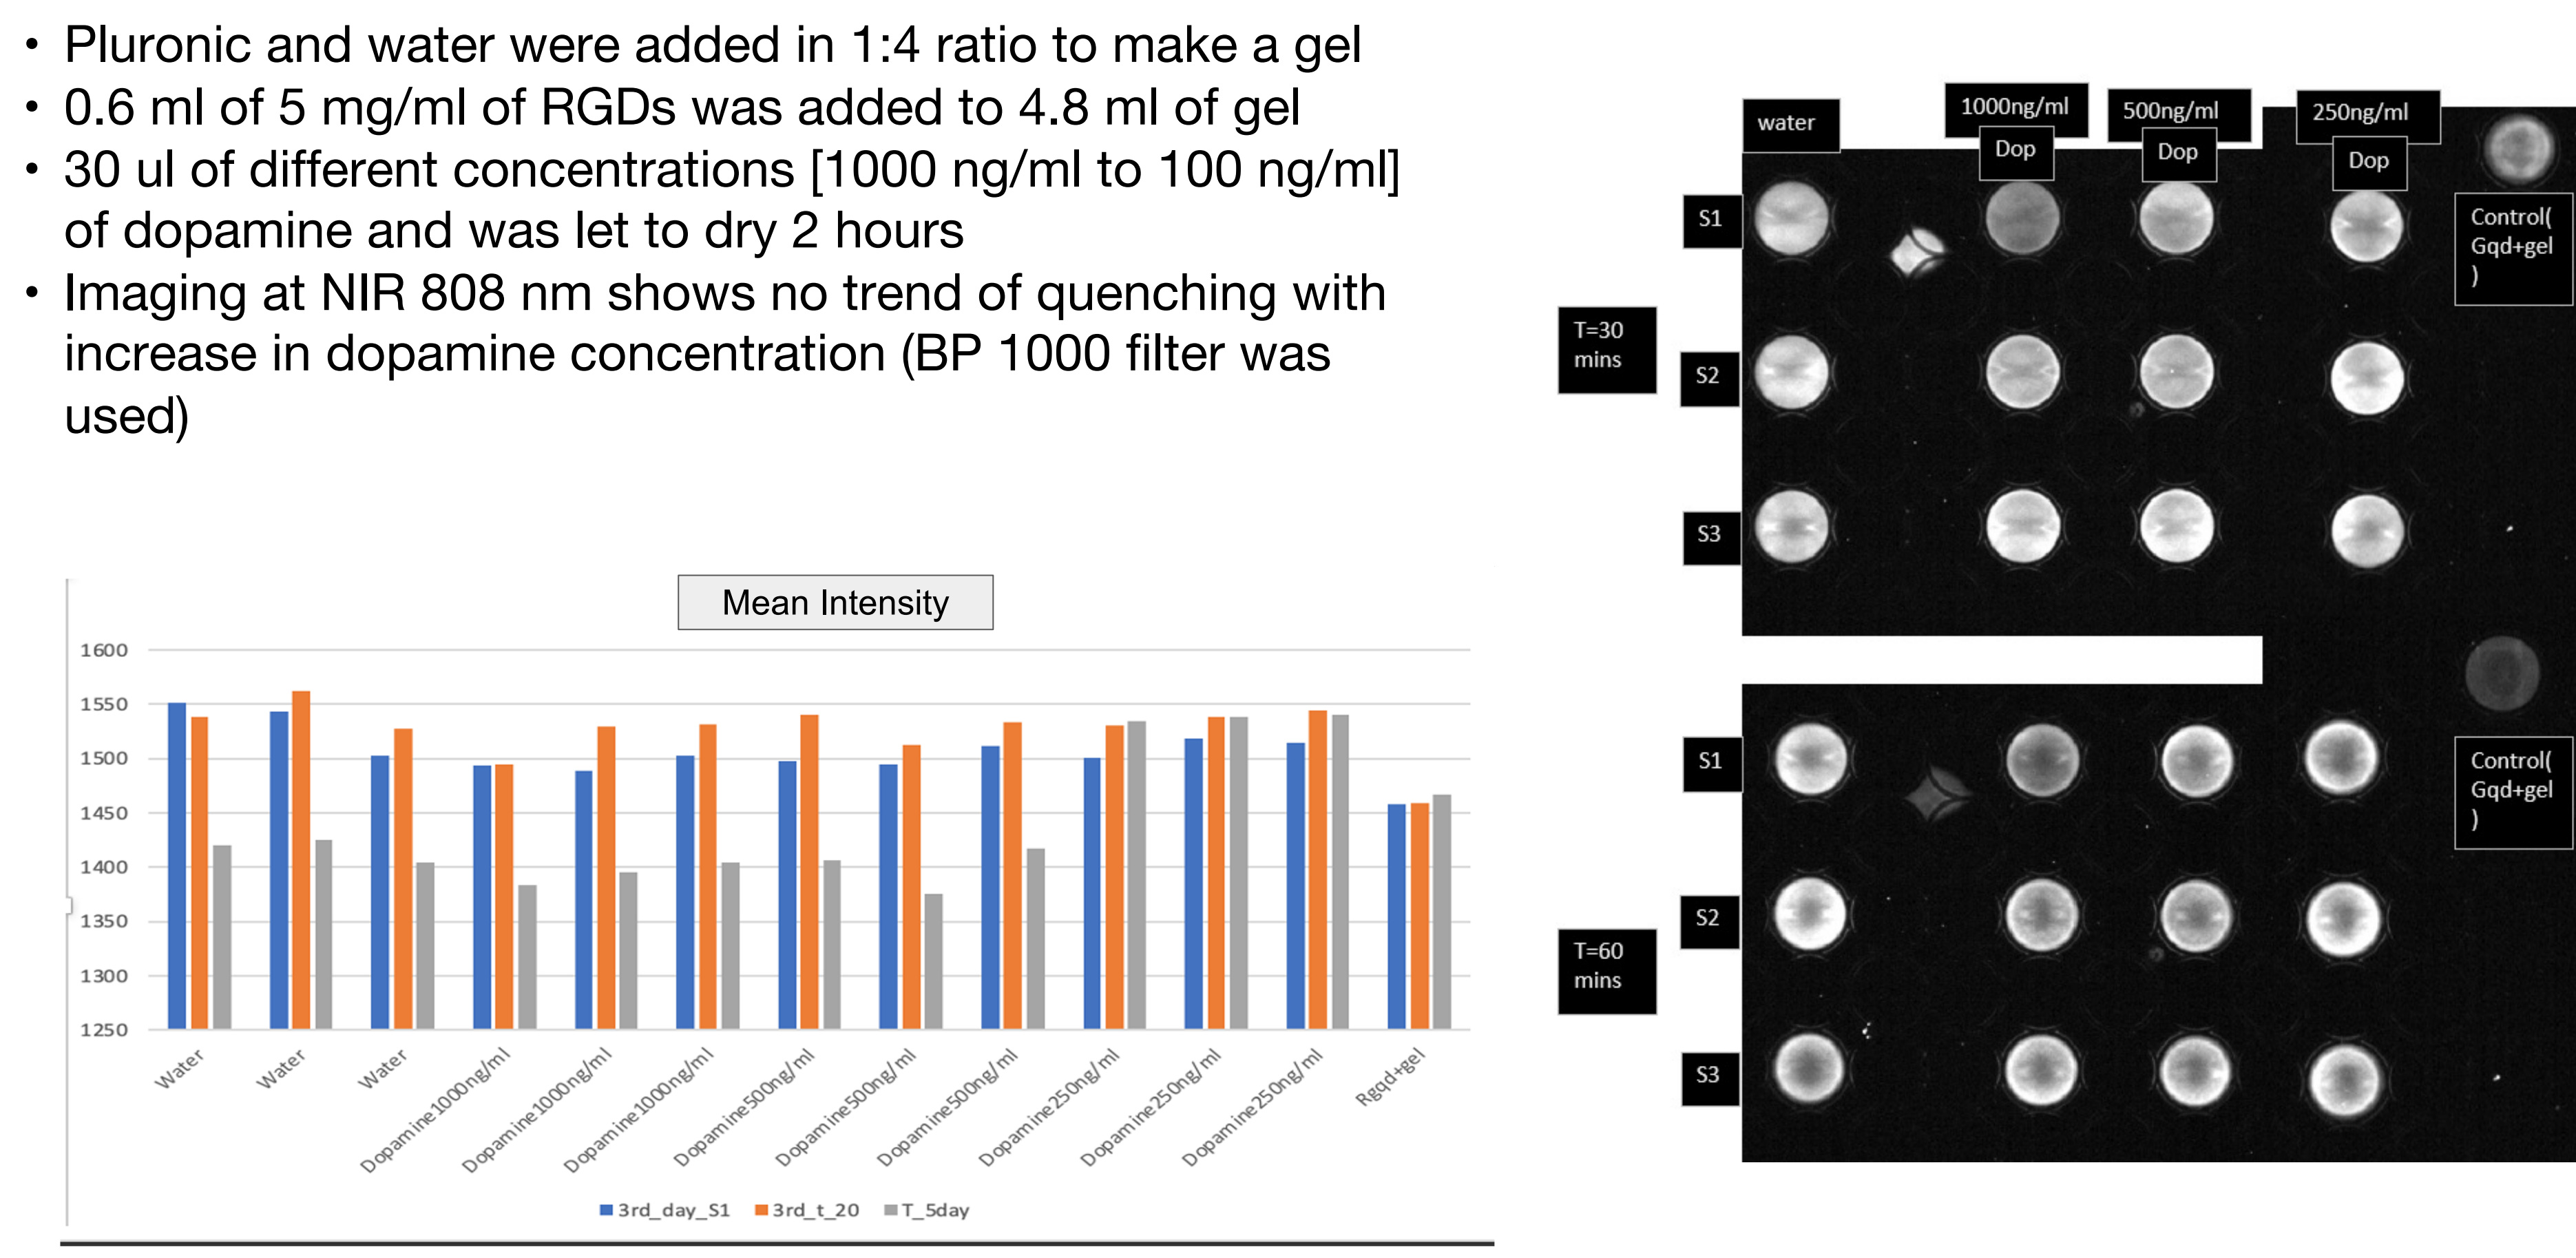 • Pluronic and water were added in 1:4 ratio to make a gel
• 0.6 ml of 5 mg/ml of RGDs was added to 4.8 ml of gel
• 30 ul of different concentrations [1000 ng/ml to 100 ng/ml]
of dopamine and was let to dry 2 hours
• Imaging at NIR 808 nm shows no trend of quenching with
increase in dopamine concentration (BP 1000 filter was
used)
Mean Intensity
1600
1550
1500
1450
1400
1350
1300
1250
Water
Water
Water
Dopamine1000ng/ml
Dopamine1000ng/ml
Dopamine1000ng/ml
Dopamine500ng/ml
Dopamine500ng/ml
Dopamine500ng/ml
Dopamine250ng/ml
Dopamine250ng/ml
Dopamine250ng/ml
Rgqd+gel
3rd_day_S1 3rd_t_20 T_5day
water
1000ng/ml
Dop
500ng/ml
Dop
250ng/ml
Dop
S1
Control(
Gqd+gel
)
T=30
mins
S2
S3
S1
Control(
Gqd+gel
)
S2
T=60
mins
S3